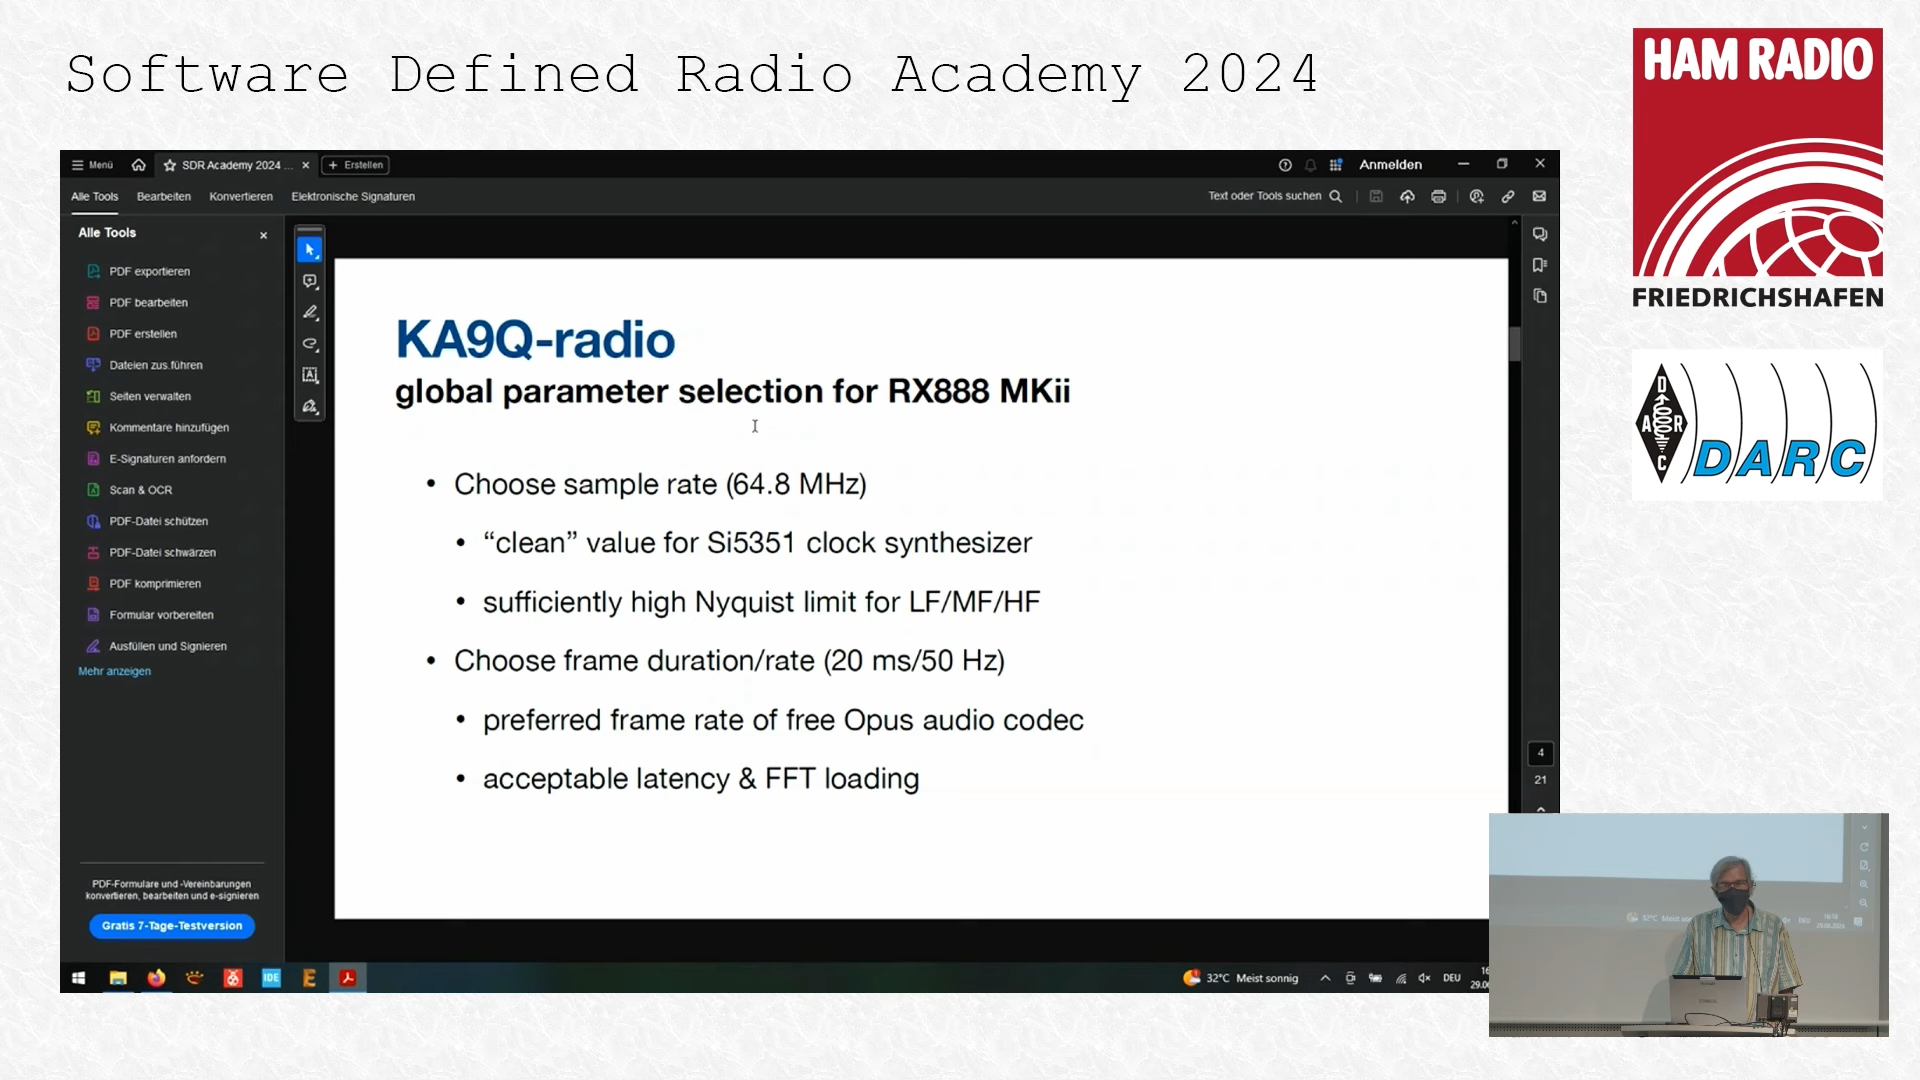 Software Defined Radio Academy 2024
HAM RADIO
FRIEDRICHSHAFEN
D
A R
C
DARC
Menü
SDR Academy 2024 ...
+ Erstellen
Anmelden
Alle Tools
Bearbeiten
Konvertieren
Elektronische Signaturen
Text oder Tools suchen
Alle Tools
PDF exportieren
PDF bearbeiten
PDF erstellen
Dateien zus.führen
Seiten verwalten
Kommentare hinzufügen
E-Signaturen anfordern
Scan & OCR
PDF-Datei schützen
PDF-Datei schwärzen
PDF komprimieren
Formular vorbereiten
Ausfüllen und Signieren
Mehr anzeigen
PDF-Formulare und -Vereinbarungen
konvertieren, bearbeiten und e-signieren
Gratis 7-Tage-Testversion
KA9Q-radio
global parameter selection for RX888 MKii
• Choose sample rate (64.8 MHz)
• “clean” value for Si5351 clock synthesizer
• sufficiently high Nyquist limit for LF/MF/HF
• Choose frame duration/rate (20 ms/50 Hz)
• preferred frame rate of free Opus audio codec
• acceptable latency & FFT loading
4
21
IDE
32°C Meist sonnig
DEU
16
29.0
32°C
DEU